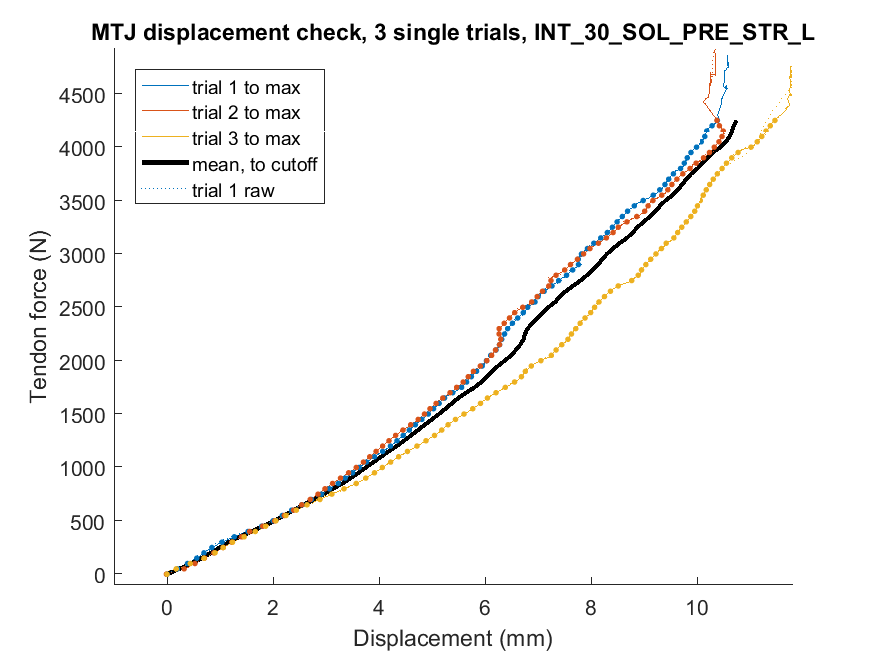 MTJ displacement check, 3 single trials, INT_30_SOL_PRE_STR_L
trial 1 to max
trial 2 to max
trial 3 to max
mean, to cutoff
trial 1 raw
4500
4000
3500
3000
2500
2000
1500
1000
500
0
Tendon force (N)
0 2 4 6 8 10
Displacement (mm)